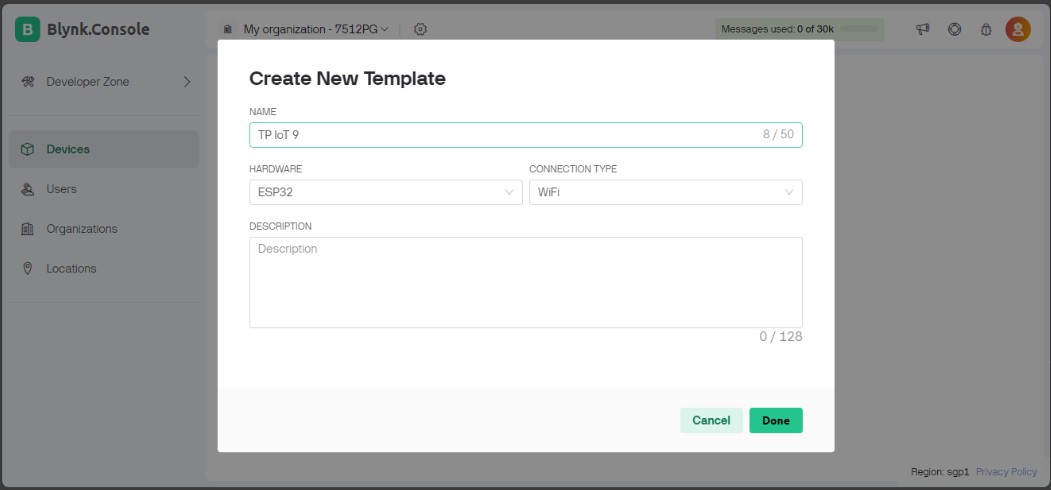 B Blynk.Console
My organization - 7512PG
Messages used: 0 of 30k
Developer Zone
Devices
Users
Organizations
Locations
Create New Template
NAME
TP IoT 9
8 / 50
HARDWARE
CONNECTION TYPE
ESP32
WiFi
DESCRIPTION
Description
0 / 128
Cancel
Done
Region: sgp1 Privacy Policy